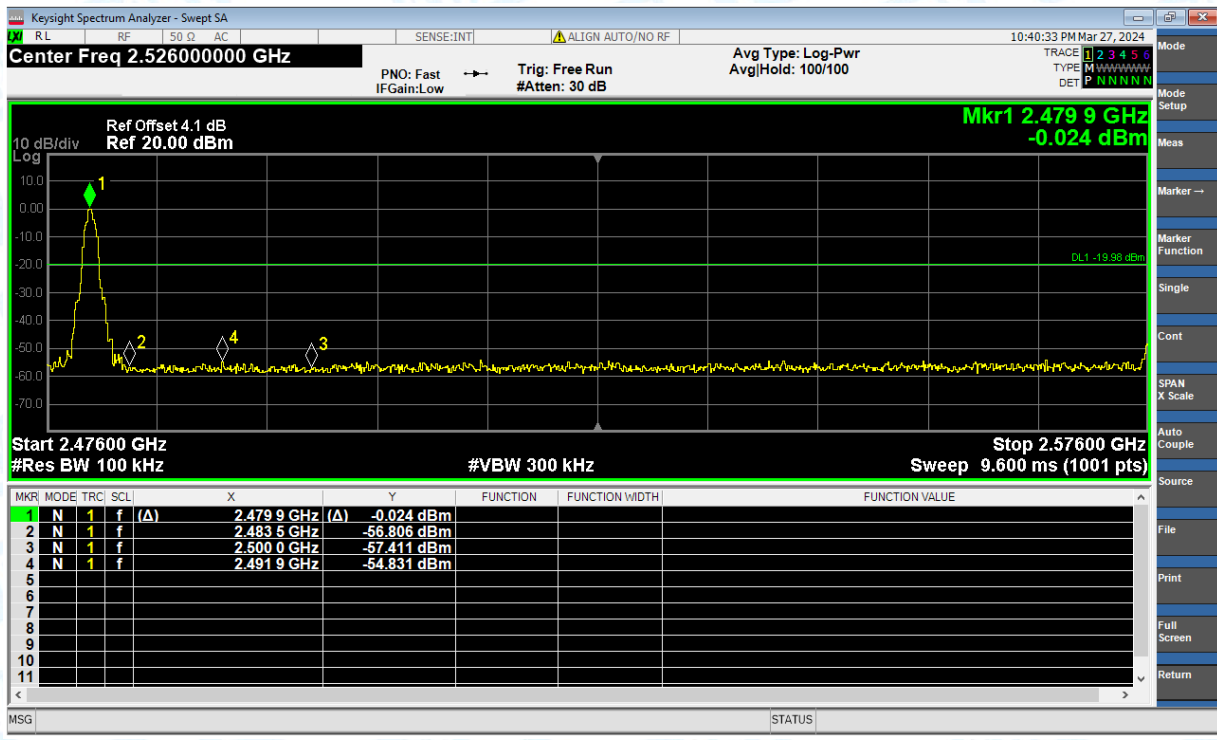 Keysight Spectrum Analyzer - Swept SA
LXI RL RF 50 Ω AC SENSE:INT ALIGN AUTO/NO RF 10:40:33 PM Mar 27, 2024
Center Freq 2.526000000 GHz
PNO: Fast
IFGain:Low
Trig: Free Run
#Atten: 30 dB
Avg Type: Log-Pwr
Avg|Hold: 100/100
TRACE 1 2 3 4 5 6
TYPE M W W W W W
DET P N N N N N
Mkr1 2.479 9 GHz
-0.024 dBm
Ref Offset 4.1 dB
10 dB/div Ref 20.00 dBm
Log
10.0
0.00
-10.0
-20.0
-30.0
-40.0
-50.0
-60.0
-70.0
1
2
4
3
DL1 -19.98 dBm
Start 2.47600 GHz Stop 2.57600 GHz
#Res BW 100 kHz #VBW 300 kHz Sweep 9.600 ms (1001 pts)
MKR MODE TRC SCL X Y FUNCTION FUNCTION WIDTH FUNCTION VALUE
1 N 1 f (Δ) 2.479 9 GHz (Δ) -0.024 dBm
2 N 1 f 2.483 5 GHz -56.806 dBm
3 N 1 f 2.500 0 GHz -57.411 dBm
4 N 1 f 2.491 9 GHz -54.831 dBm
5
6
7
8
9
10
11
MSG STATUS
Mode
Mode
Setup
Meas
Marker→
Marker
Function
Single
Cont
SPAN
X Scale
Auto
Couple
Source
File
Print
Full
Screen
Return